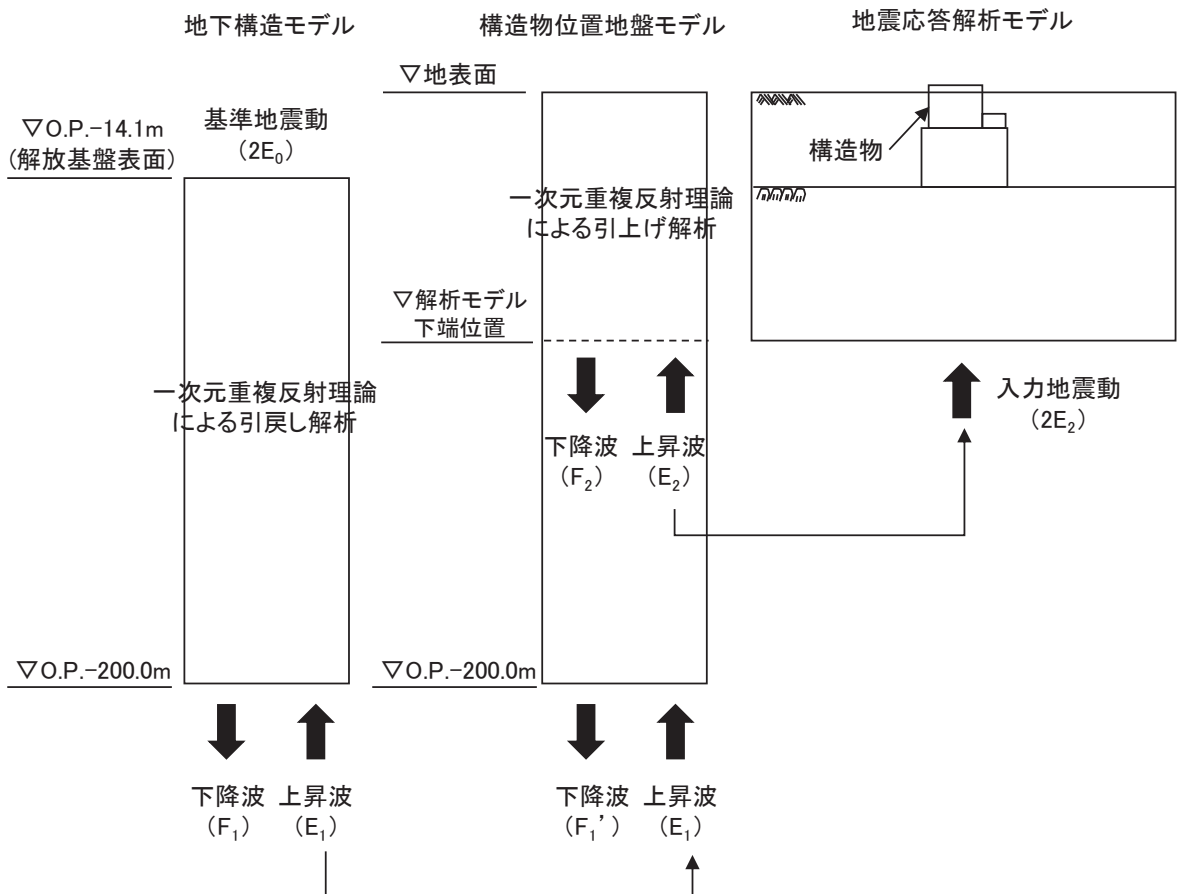 地下構造モデル
構造物位置地盤モデル
地震応答解析モデル
▽O.P.-14.1m
(解放基盤表面)
基準地震動
(2E₀)
一次元重複反射理論
による引戻し解析
▽O.P.-200.0m
下降波 上昇波
(F₁) (E₁)
▽地表面
一次元重複反射理論
による引上げ解析
▽解析モデル
下端位置
下降波 上昇波
(F₂) (E₂)
▽O.P.-200.0m
下降波 上昇波
(F₁’) (E₁)
構造物
入力地震動
(2E₂)